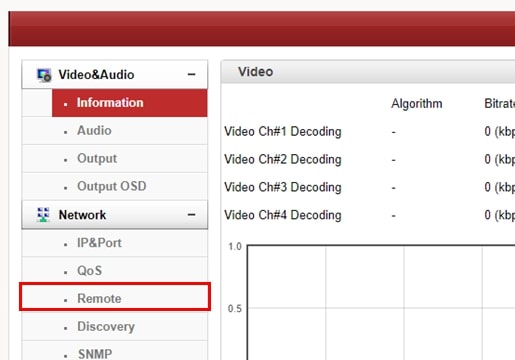 Video&Audio
Information
Audio
Output
Output OSD
Network
IP&Port
QoS
Remote
Discovery
SNMP
Video
Algorithm Bitrate
Video Ch#1 Decoding - 0 (kbp
Video Ch#2 Decoding - 0 (kbp
Video Ch#3 Decoding - 0 (kbp
Video Ch#4 Decoding - 0 (kbp
1.0
0.5